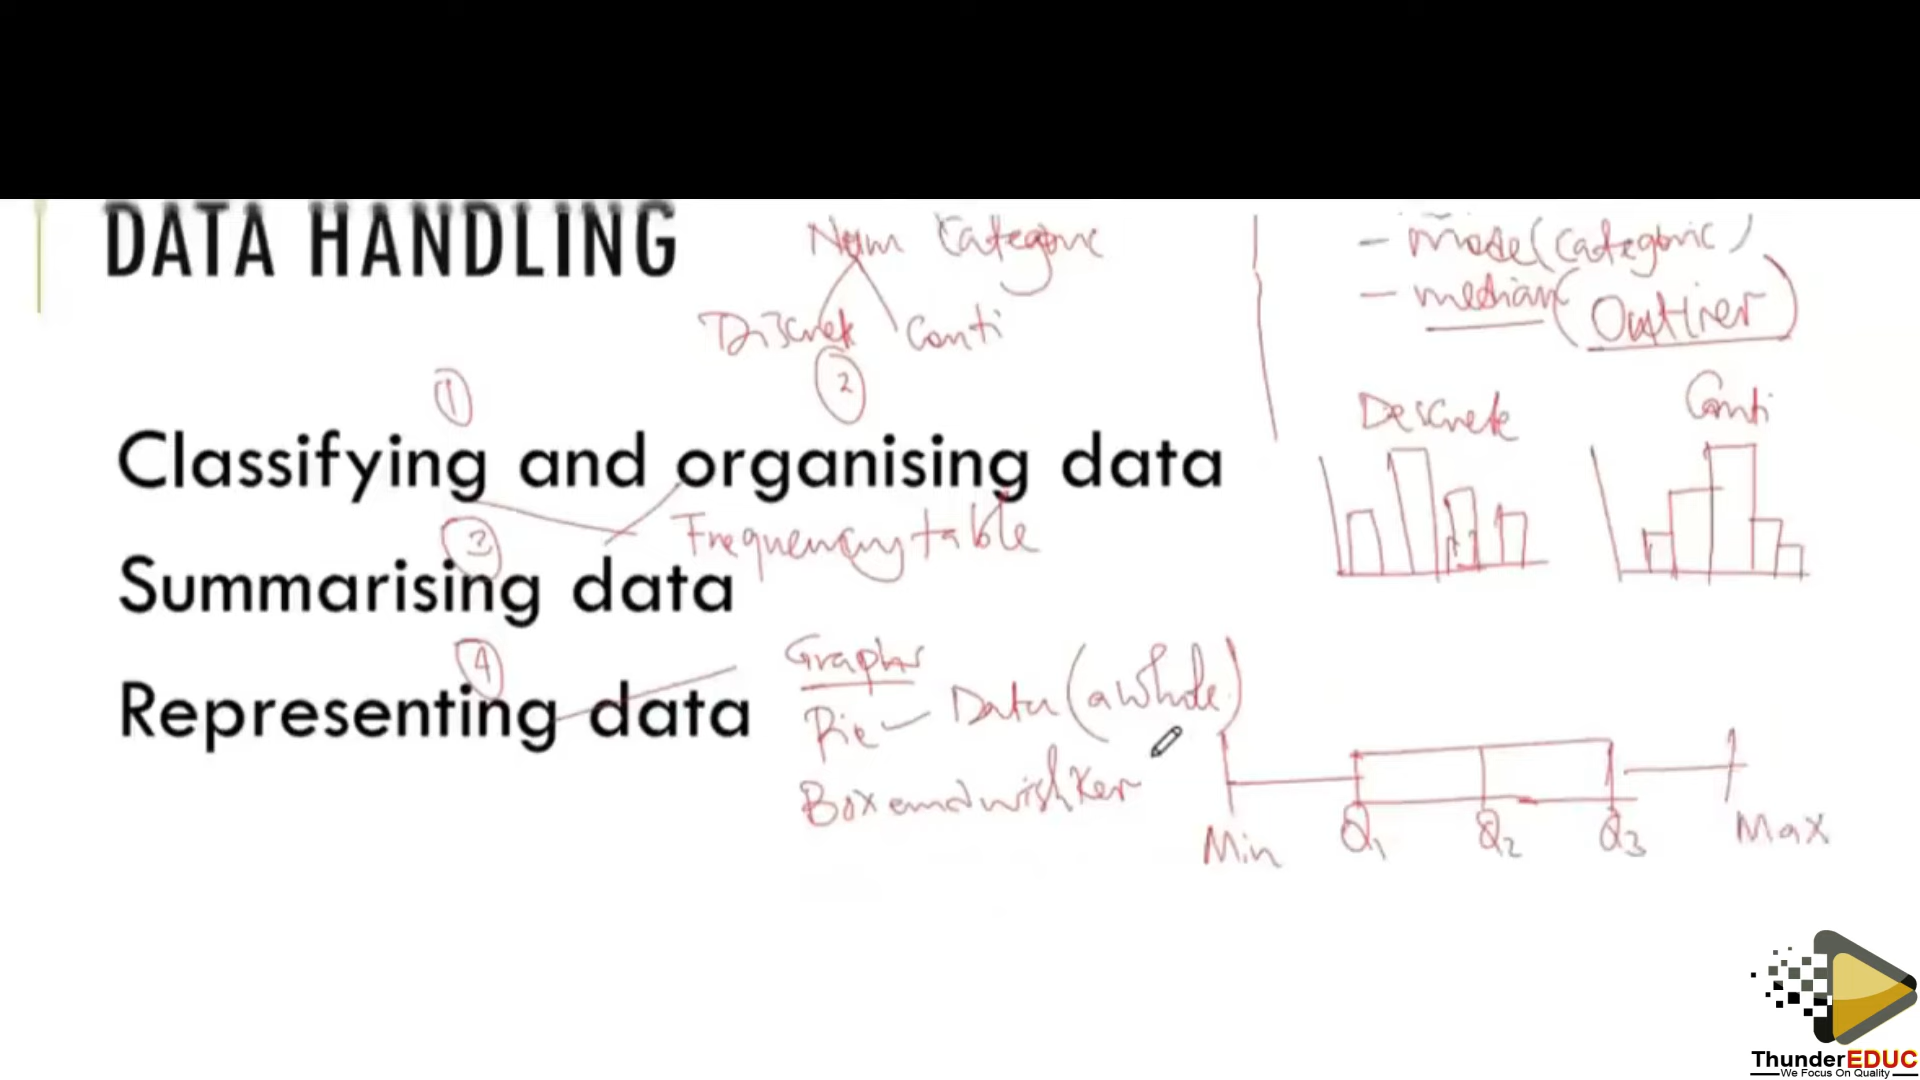 DATA HANDLING
Num Categoric
Discrete Conti
- mode (categoric)
- median (Outlier)
1
2
Classifying and organising data
Descrete Conti
3
Frequency table
Summarising data
4
Graphs
Representing data
Pie - Data (a whole)
Box and wishker
Min Q1 Q2 Q3 Max
ThunderEDUC
We Focus On Quality